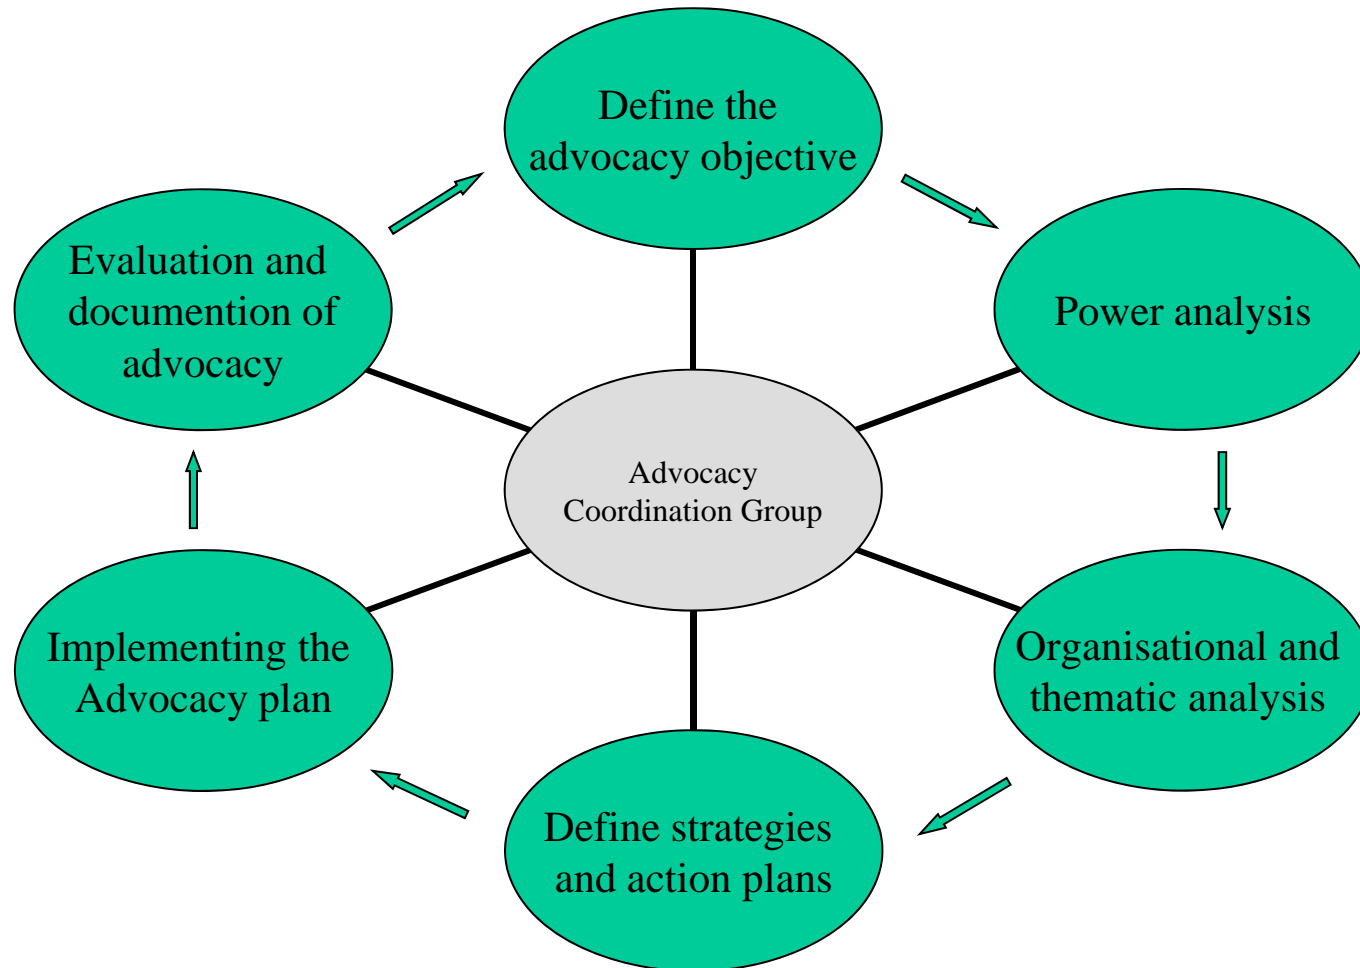 Define the
advocacy objective
Power analysis
Organisational and
thematic analysis
Define strategies
and action plans
Implementing the
Advocacy plan
Evaluation and
documention of
advocacy
Advocacy
Coordination Group